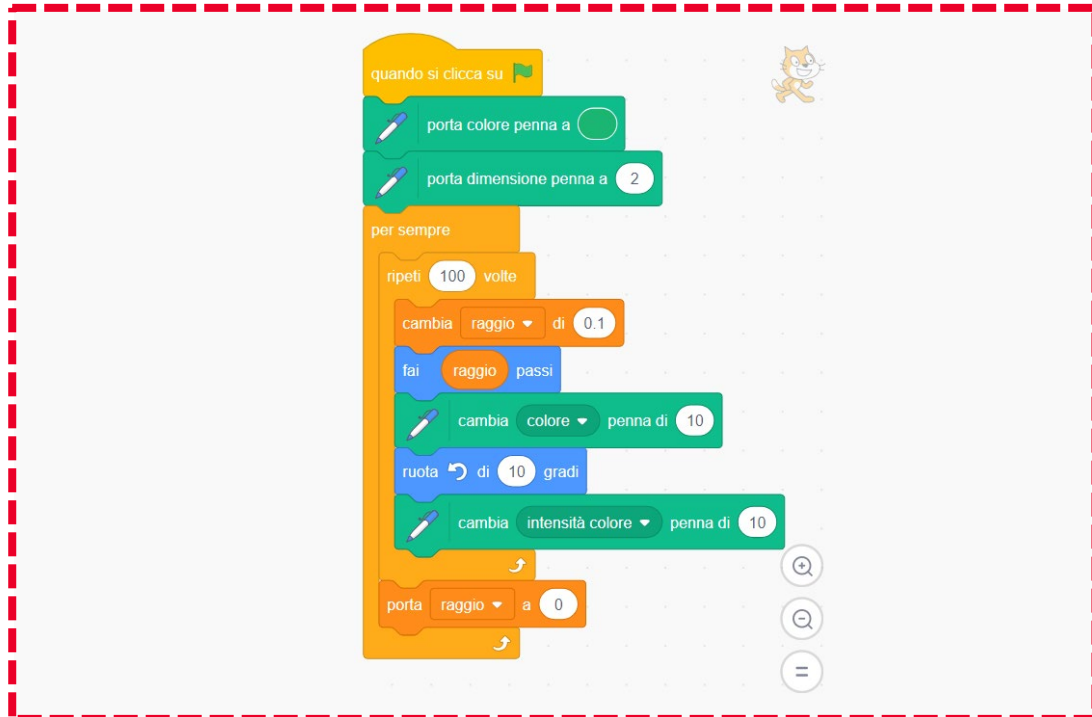 quando si clicca su
porta colore penna a
porta dimensione penna a 2
per sempre
ripeti 100 volte
cambia raggio di 0.1
fai raggio passi
cambia colore penna di 10
ruota di 10 gradi
cambia intensità colore penna di 10
porta raggio a 0